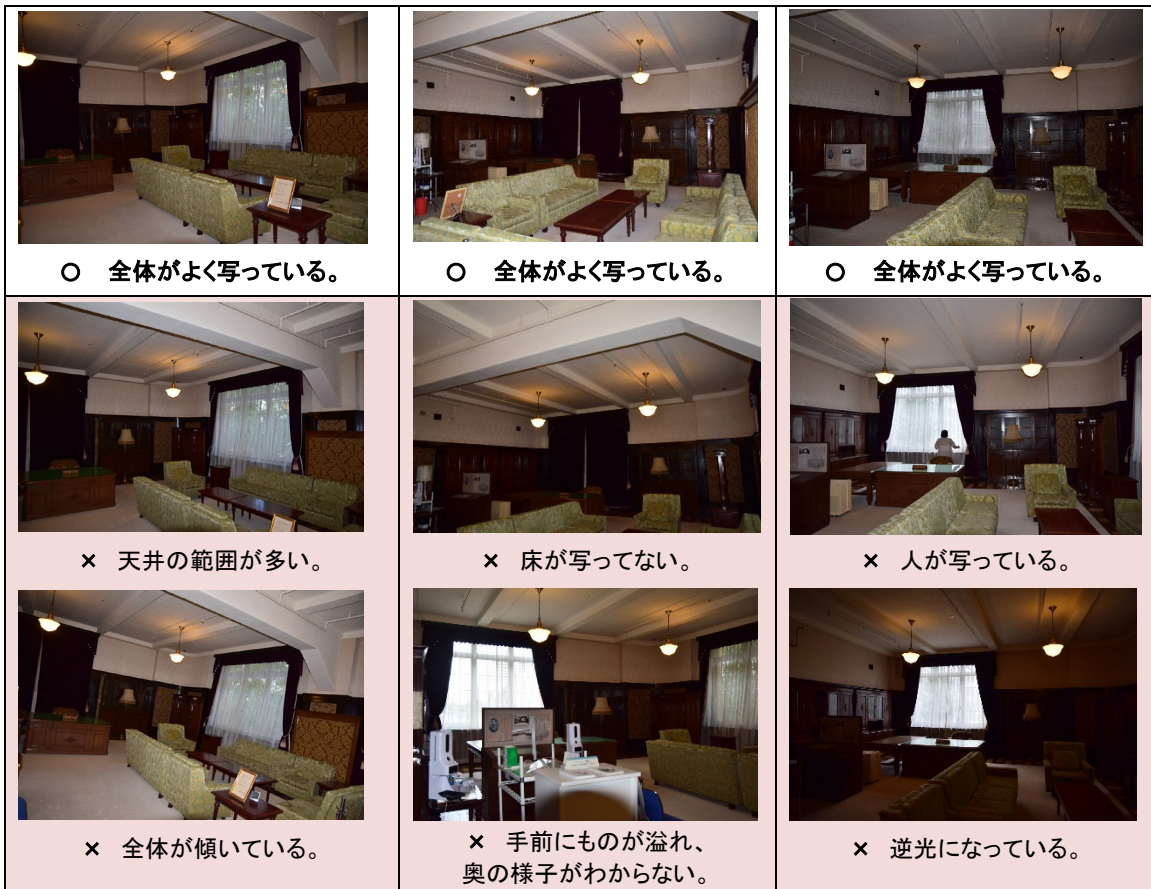 ○ 全体がよく写っている。
○ 全体がよく写っている。
○ 全体がよく写っている。
× 天井の範囲が多い。
× 床が写ってない。
× 人が写っている。
× 全体が傾いている。
× 手前にものが溢れ、
奥の様子がわからない。
× 逆光になっている。